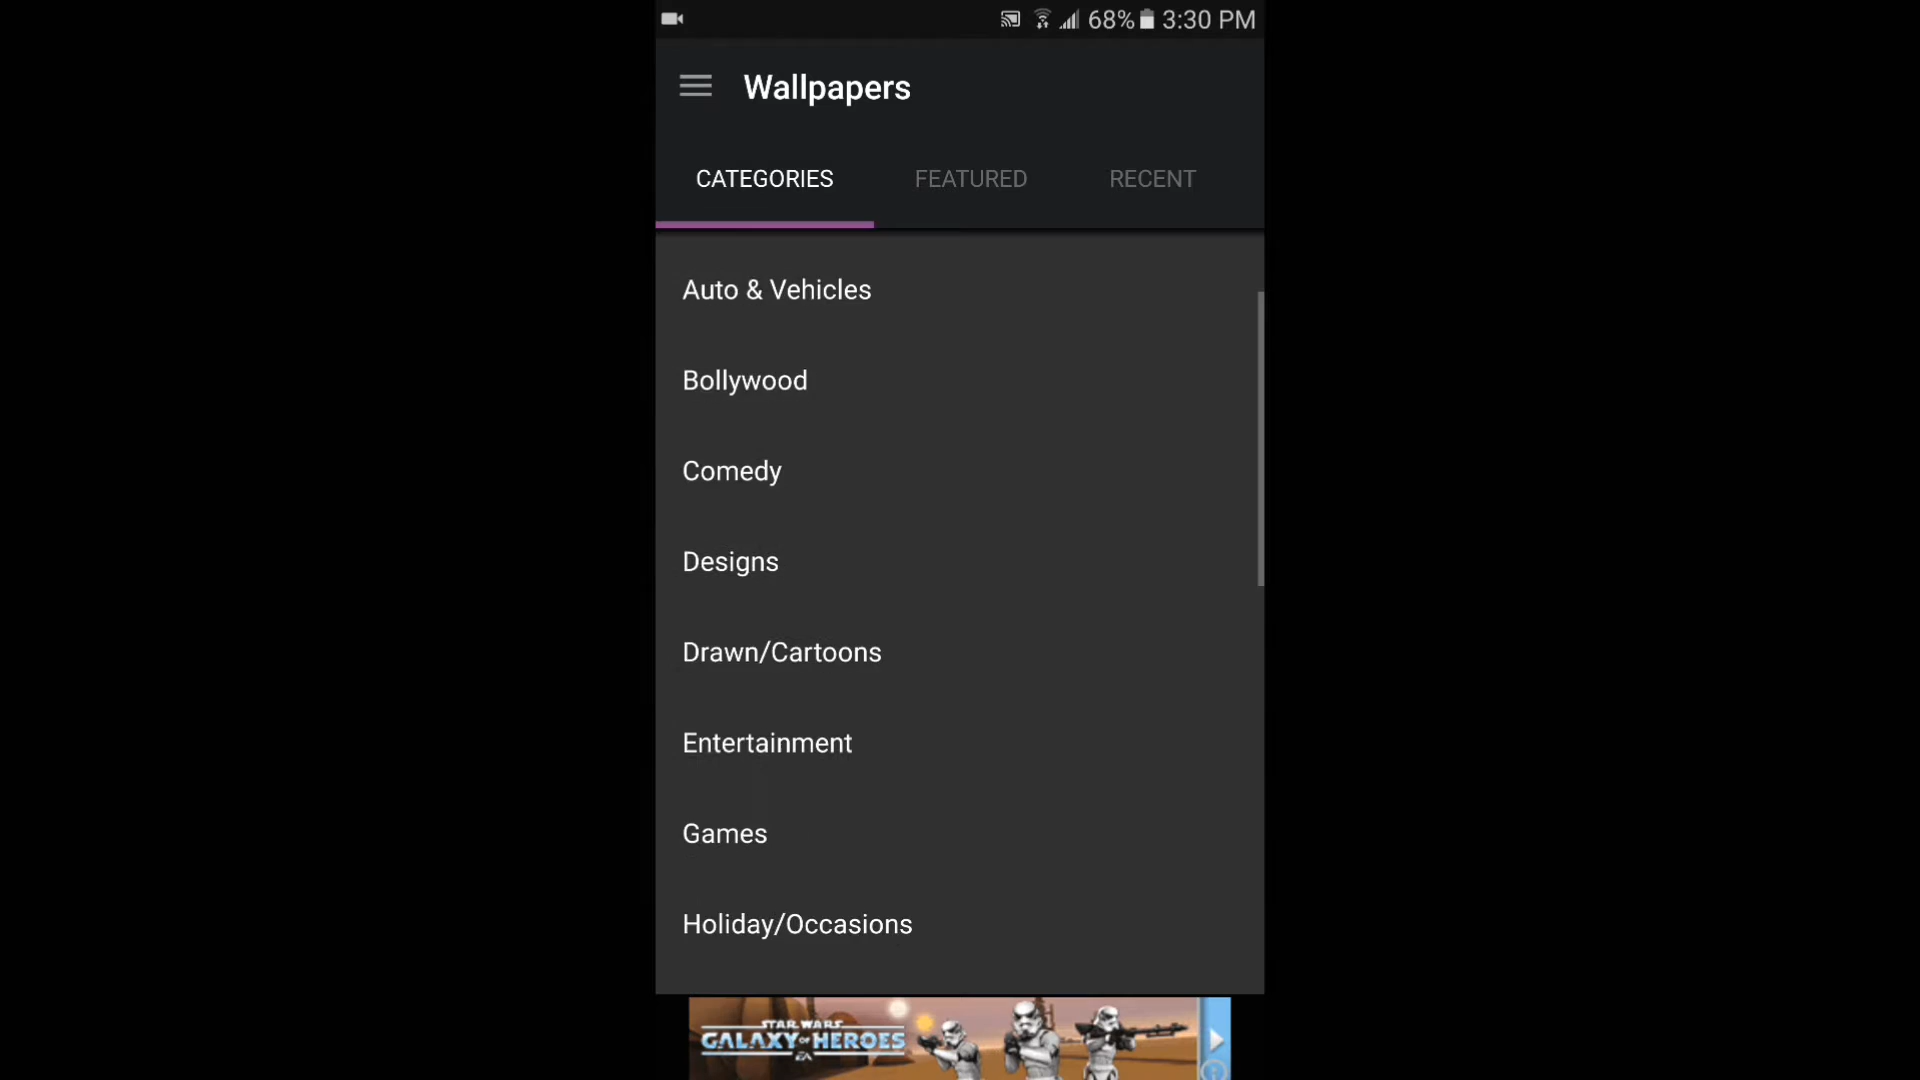 68% 3:30 PM
Wallpapers
CATEGORIES FEATURED RECENT
Auto & Vehicles
Bollywood
Comedy
Designs
Drawn/Cartoons
Entertainment
Games
Holiday/Occasions
STAR WARS
GALAXY OF HEROES
EA